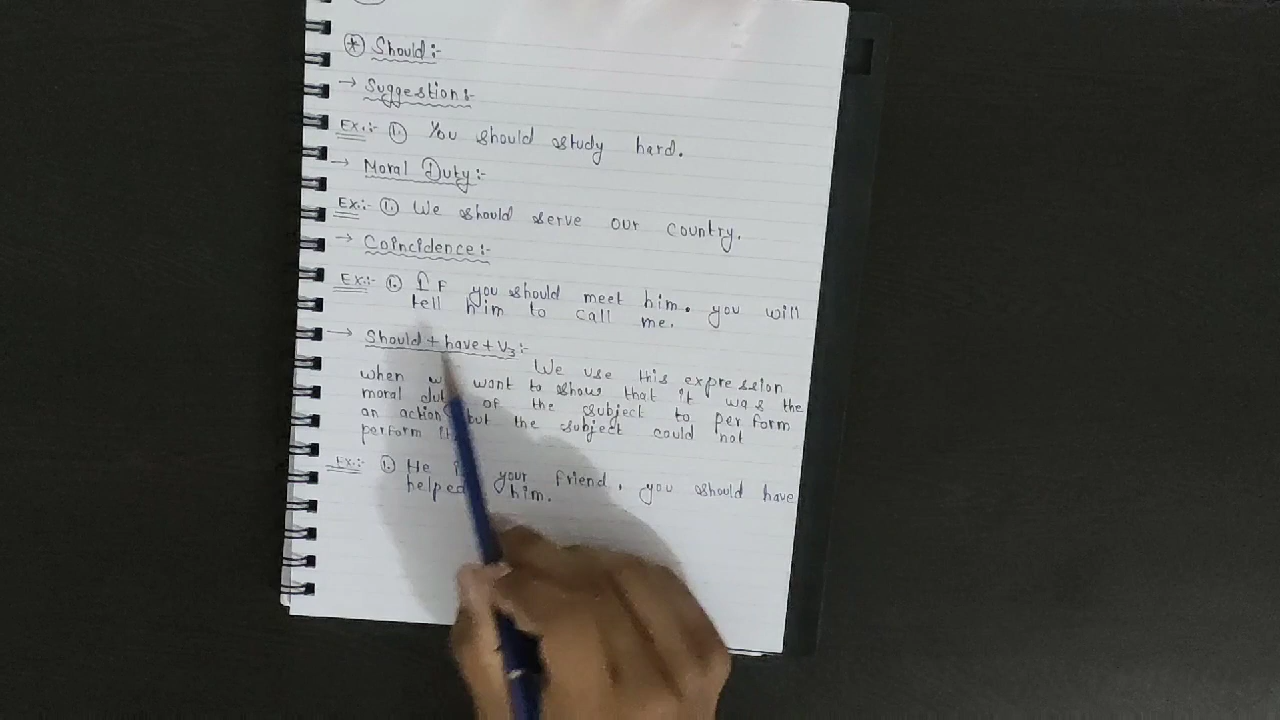 * Should:-
→ Suggestion:-
Ex:- 1. You should study hard.
→ Moral Duty:-
Ex:- 1. We should serve our country.
→ Coincidence:-
Ex:- 1. If you should meet him. you will
tell him to call me.
→ Should + have + V3:-
We use this expression
when want to show that it was the
moral of the subject to perform
an action but the subject could not
perform
Ex:- 1. He your friend, you should have
helped him.